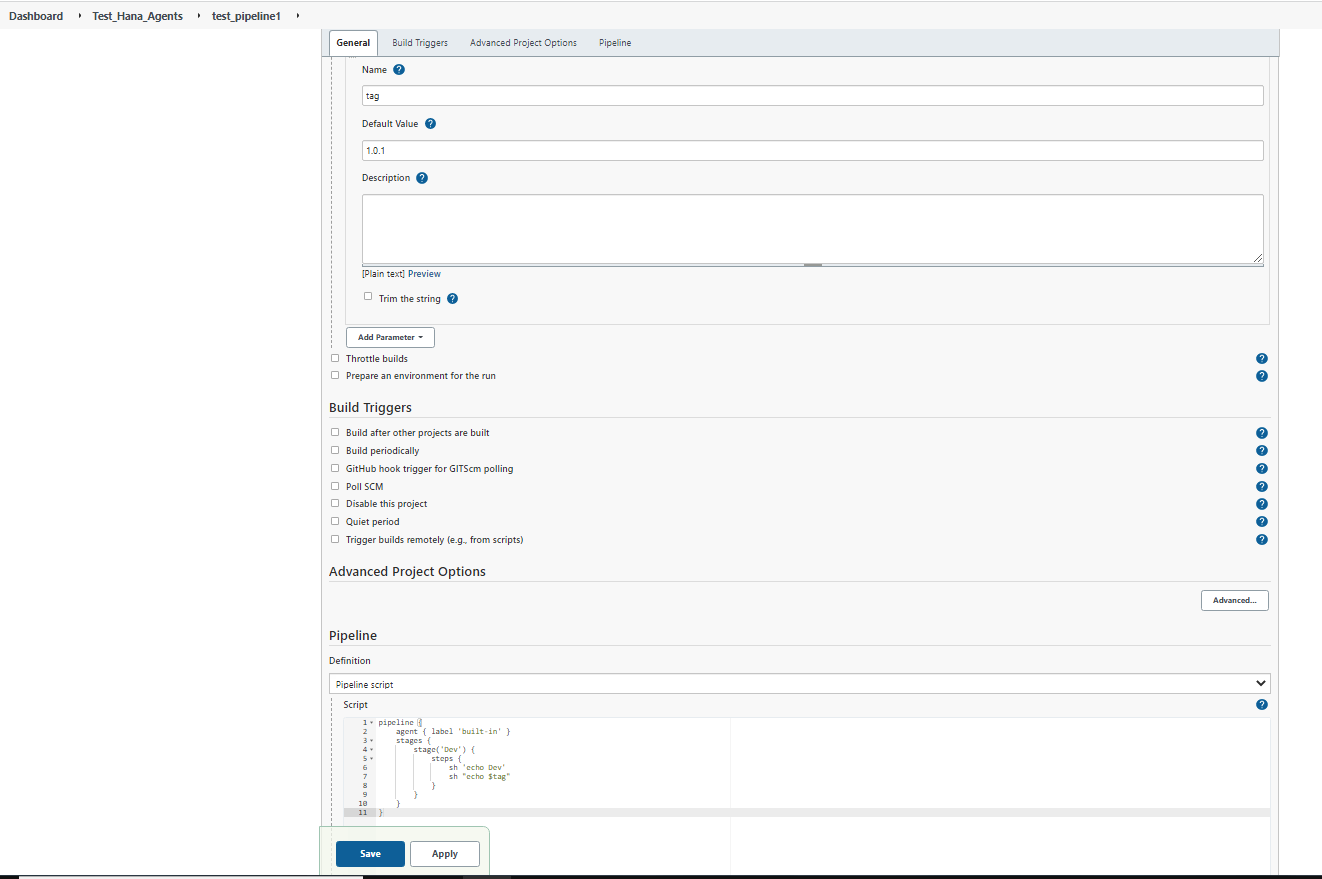 Dashboard Test_Hana_Agents test_pipeline1
General Build Triggers Advanced Project Options Pipeline
Name ?
tag
Default Value ?
1.0.1
Description ?
[Plain text] Preview
Trim the string ?
Add Parameter
Throttle builds ?
Prepare an environment for the run ?
Build Triggers
Build after other projects are built ?
Build periodically ?
GitHub hook trigger for GITScm polling ?
Poll SCM ?
Disable this project ?
Quiet period ?
Trigger builds remotely (e.g., from scripts) ?
Advanced Project Options
Advanced...
Pipeline
Definition
Pipeline script
Script ?
1 pipeline {
2 agent { label 'built-in' }
3 stages {
4 stage('Dev') {
5 steps {
6 sh 'echo Dev'
7 sh "echo $tag"
8 }
9 }
10 }
11 }
Save Apply